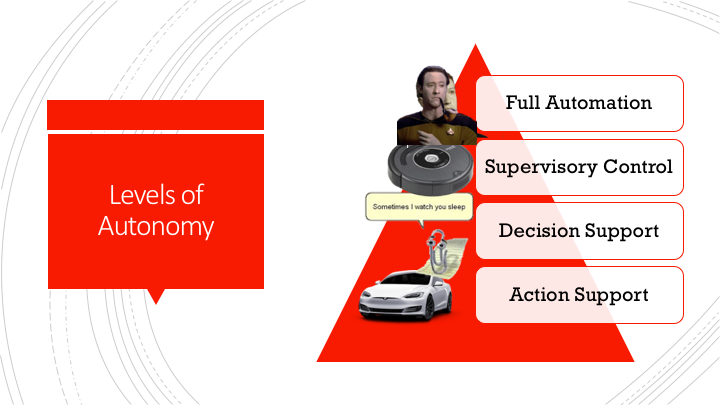 Levels of
Autonomy
Full Automation
Supervisory Control
Sometimes I watch you sleep
Decision Support
Action Support